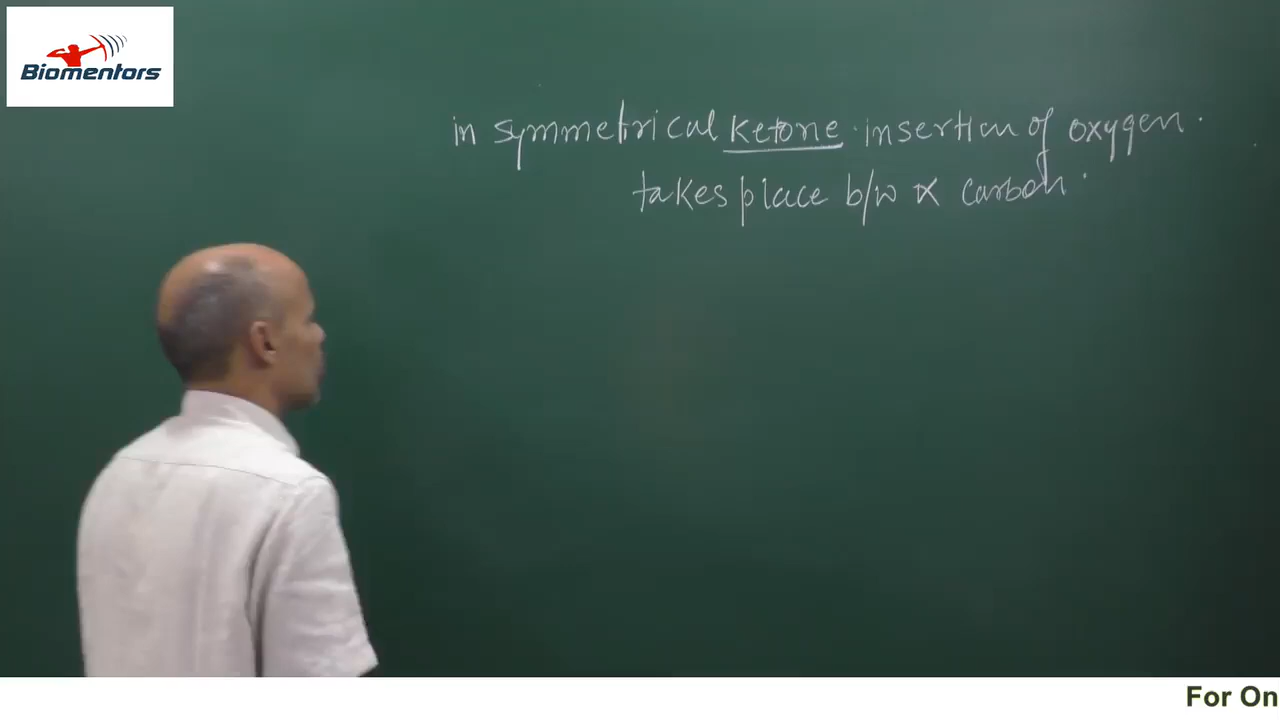 Biomentors
in symmetrical ketone insertion of oxygen.
takes place b/w α carbon.
For On